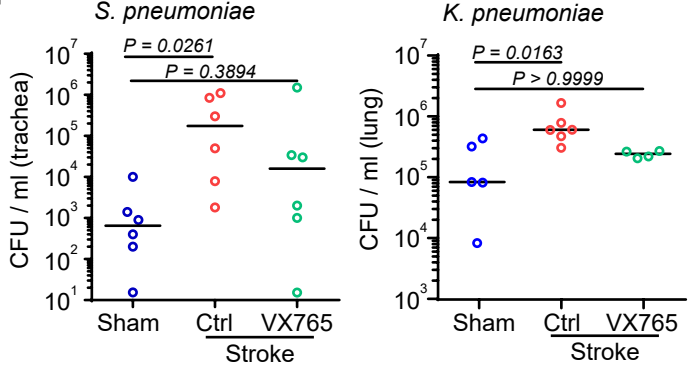 S. pneumoniae
CFU / ml (trachea)
10^7
10^6
10^5
10^4
10^3
10^2
10^1
P = 0.0261
P = 0.3894
Sham Ctrl VX765
Stroke
K. pneumoniae
CFU / ml (lung)
10^7
10^6
10^5
10^4
10^3
P = 0.0163
P > 0.9999
Sham Ctrl VX765
Stroke